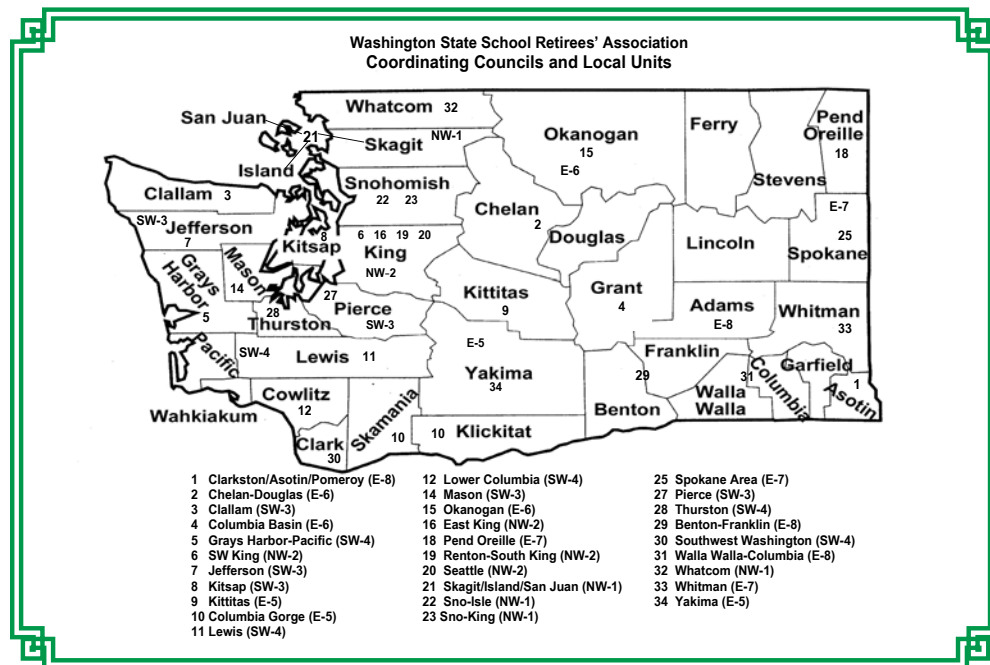 Washington State School Retirees' Association
Coordinating Councils and Local Units
Whatcom 32
San Juan
21
NW-1
Skagit
Island
Okanogan
15
E-6
Ferry
Pend
Oreille
18
Stevens
Clallam 3
Snohomish
22 23
SW-3
Jefferson
7
Chelan
2
E-7
25
Spokane
8
Kitsap
6 16 19 20
King
NW-2
Douglas
Lincoln
Grays
Harbor
5
Mason
14
28
Thurston
27
Pierce
SW-3
Kittitas
9
Grant
4
Adams
E-8
Whitman
33
Pacific
SW-4
Lewis 11
E-5
Yakima
34
Franklin
29
31
Columbia
Garfield
1
Asotin
Walla
Walla
Wahkiakum
Cowlitz
12
Skamania
10
10 Klickitat
Benton
Clark
30
1 Clarkston/Asotin/Pomeroy (E-8)
2 Chelan-Douglas (E-6)
3 Clallam (SW-3)
4 Columbia Basin (E-6)
5 Grays Harbor-Pacific (SW-4)
6 SW King (NW-2)
7 Jefferson (SW-3)
8 Kitsap (SW-3)
9 Kittitas (E-5)
10 Columbia Gorge (E-5)
11 Lewis (SW-4)
12 Lower Columbia (SW-4)
14 Mason (SW-3)
15 Okanogan (E-6)
16 East King (NW-2)
18 Pend Oreille (E-7)
19 Renton-South King (NW-2)
20 Seattle (NW-2)
21 Skagit/Island/San Juan (NW-1)
22 Sno-Isle (NW-1)
23 Sno-King (NW-1)
25 Spokane Area (E-7)
27 Pierce (SW-3)
28 Thurston (SW-4)
29 Benton-Franklin (E-8)
30 Southwest Washington (SW-4)
31 Walla Walla-Columbia (E-8)
32 Whatcom (NW-1)
33 Whitman (E-7)
34 Yakima (E-5)